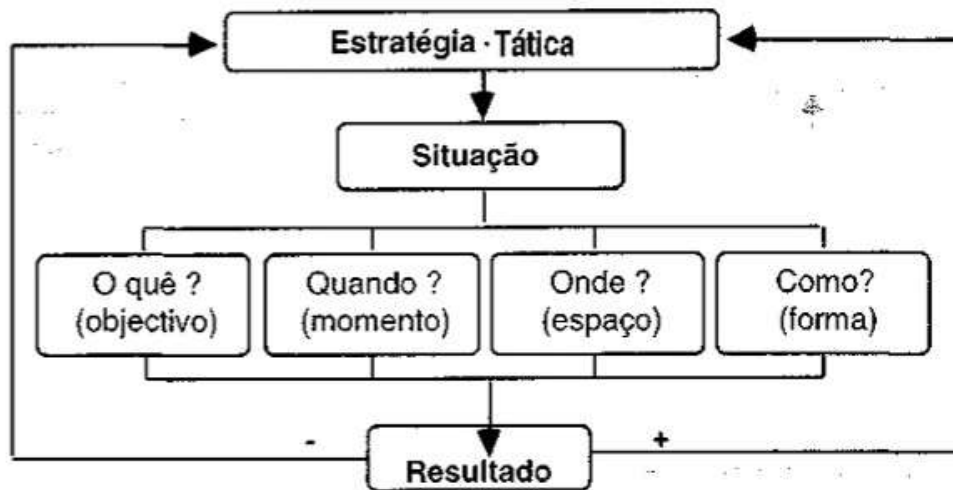 Estratégia · Tática
Situação
O quê ?
(objectivo)
Quando ?
(momento)
Onde ?
(espaço)
Como?
(forma)
-
+
Resultado